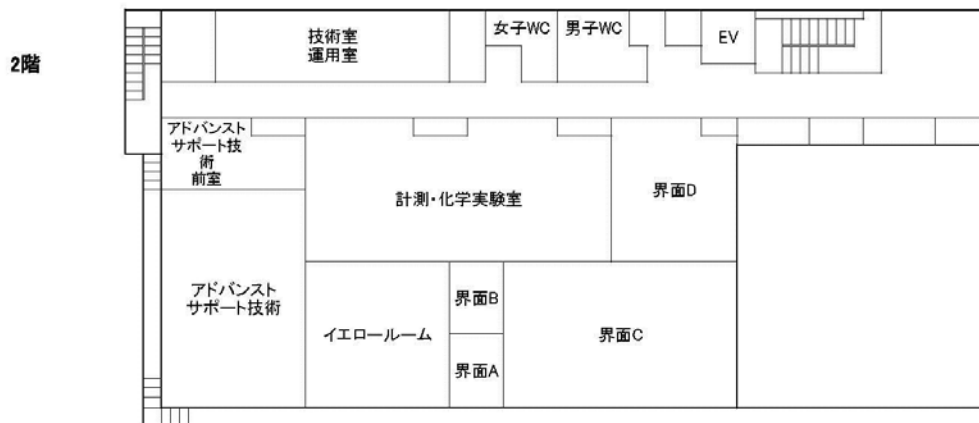 2階
技術室
運用室
女子WC
男子WC
EV
アドバンスト
サポート技
術
前室
計測・化学実験室
界面D
アドバンスト
サポート技術
イエロールーム
界面B
界面A
界面C